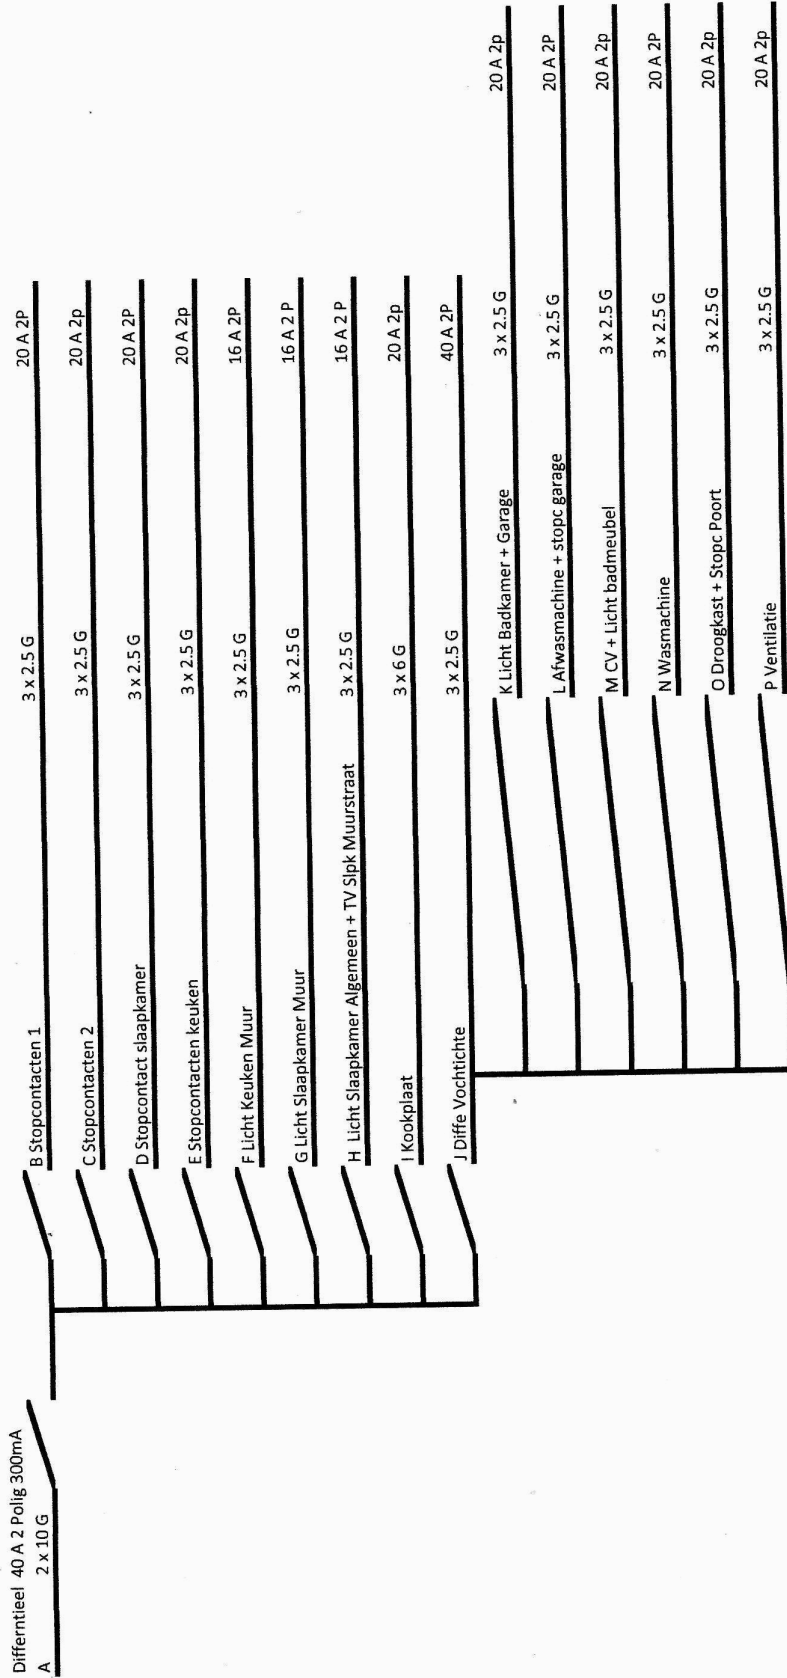 Differntieel 40 A 2 Polig 300mA
A 2 x 10 G
B Stopcontacten 1 3 x 2.5 G 20 A 2P
C Stopcontacten 2 3 x 2.5 G 20 A 2p
D Stopcontact slaapkamer 3 x 2.5 G 20 A 2P
E Stopcontacten keuken 3 x 2.5 G 20 A 2p
F Licht Keuken Muur 3 x 2.5 G 16 A 2P
G Licht Slaapkamer Muur 3 x 2.5 G 16 A 2 P
H Licht Slaapkamer Algemeen + TV Slpk Muurstraat 3 x 2.5 G 16 A 2 P
I Kookplaat 3 x 6 G 20 A 2p
J Diffe Vochtichte 3 x 2.5 G 40 A 2P
K Licht Badkamer + Garage 3 x 2.5 G 20 A 2p
L Afwasmachine + stopc garage 3 x 2.5 G 20 A 2P
M CV + Licht badmeubel 3 x 2.5 G 20 A 2p
N Wasmachine 3 x 2.5 G 20 A 2P
O Droogkast + Stopc Poort 3 x 2.5 G 20 A 2p
P Ventilatie 3 x 2.5 G 20 A 2p